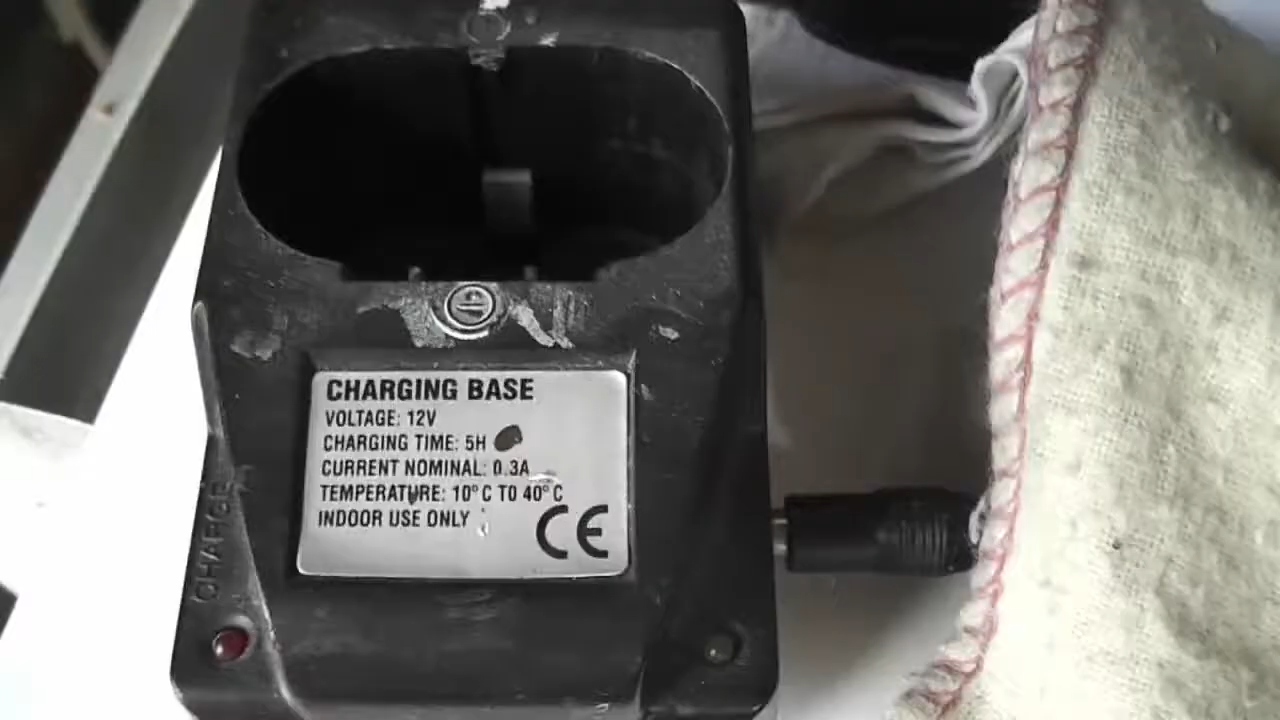 CHARGING BASE
VOLTAGE: 12V
CHARGING TIME: 5H
CURRENT NOMINAL: 0.3A
TEMPERATURE: 10°C TO 40°C
INDOOR USE ONLY
CE
CHARGE